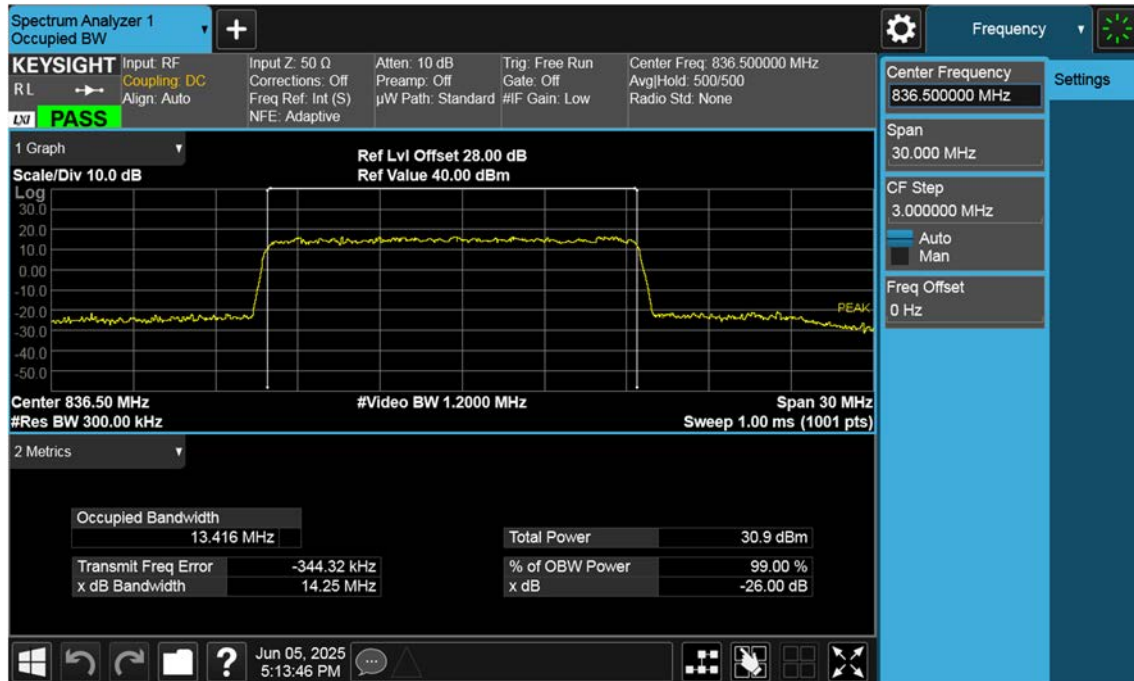 Spectrum Analyzer 1
Occupied BW
Frequency
KEYSIGHT
R L
LXI
PASS
Input: RF
Coupling: DC
Align: Auto
Input Z: 50 Ω
Corrections: Off
Freq Ref: Int (S)
NFE: Adaptive
Atten: 10 dB
Preamp: Off
µW Path: Standard
Trig: Free Run
Gate: Off
#IF Gain: Low
Center Freq: 836.500000 MHz
Avg|Hold: 500/500
Radio Std: None
Center Frequency
836.500000 MHz
Settings
Span
30.000 MHz
CF Step
3.000000 MHz
Auto
Man
Freq Offset
0 Hz
1 Graph
Scale/Div 10.0 dB
Ref Lvl Offset 28.00 dB
Ref Value 40.00 dBm
Log
30.0
20.0
10.0
0.00
-10.0
-20.0
-30.0
-40.0
-50.0
PEAK
Center 836.50 MHz
#Video BW 1.2000 MHz
Span 30 MHz
#Res BW 300.00 kHz
Sweep 1.00 ms (1001 pts)
2 Metrics
Occupied Bandwidth
13.416 MHz
Total Power 30.9 dBm
Transmit Freq Error -344.32 kHz
% of OBW Power 99.00 %
x dB Bandwidth 14.25 MHz
x dB -26.00 dB
?
Jun 05, 2025
5:13:46 PM